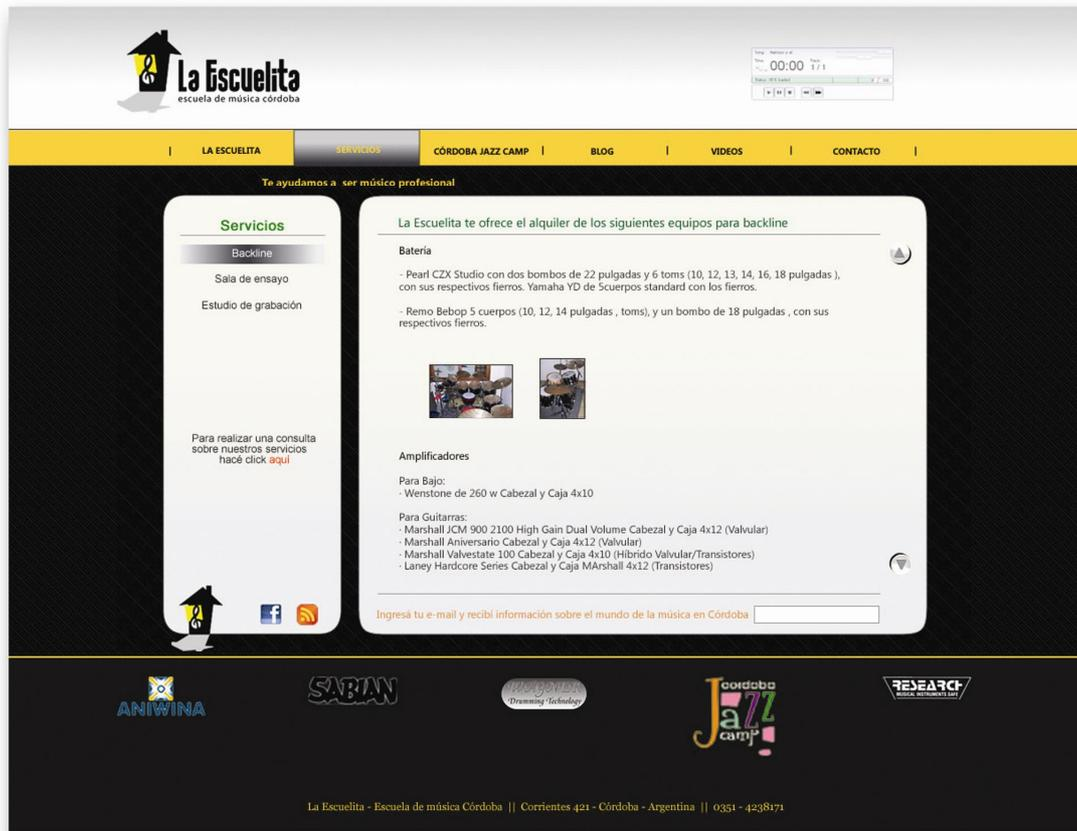 La Escuelita
escuela de música córdoba
00:00
1 / 1
| LA ESCUELITA SERVICIOS CÓRDOBA JAZZ CAMP | BLOG | VIDEOS | CONTACTO |
Te ayudamos a ser músico profesional
Servicios
Backline
Sala de ensayo
Estudio de grabación
Para realizar una consulta
sobre nuestros servicios
hacé click aquí
La Escuelita te ofrece el alquiler de los siguientes equipos para backline
Batería
- Pearl CZX Studio con dos bombos de 22 pulgadas y 6 toms (10, 12, 13, 14, 16, 18 pulgadas ),
con sus respectivos fierros. Yamaha YD de 5cuerpos standard con los fierros.
- Remo Bebop 5 cuerpos (10, 12, 14 pulgadas , toms), y un bombo de 18 pulgadas , con sus
respectivos fierros.
Amplificadores
Para Bajo:
· Wenstone de 260 w Cabezal y Caja 4x10
Para Guitarras:
· Marshall JCM 900 2100 High Gain Dual Volume Cabezal y Caja 4x12 (Valvular)
· Marshall Aniversario Cabezal y Caja 4x12 (Valvular)
· Marshall Valvestate 100 Cabezal y Caja 4x10 (Híbrido Valvular/Transistores)
· Laney Hardcore Series Cabezal y Caja MArshall 4x12 (Transistores)
Ingresá tu e-mail y recibí información sobre el mundo de la música en Córdoba
ANIWINA
SABIAN
Drumming Technology
cordoba
Jazz
camp!
RESEARCH
MUSICAL INSTRUMENTS SAFE
La Escuelita - Escuela de música Córdoba || Corrientes 421 - Córdoba - Argentina || 0351 - 4238171